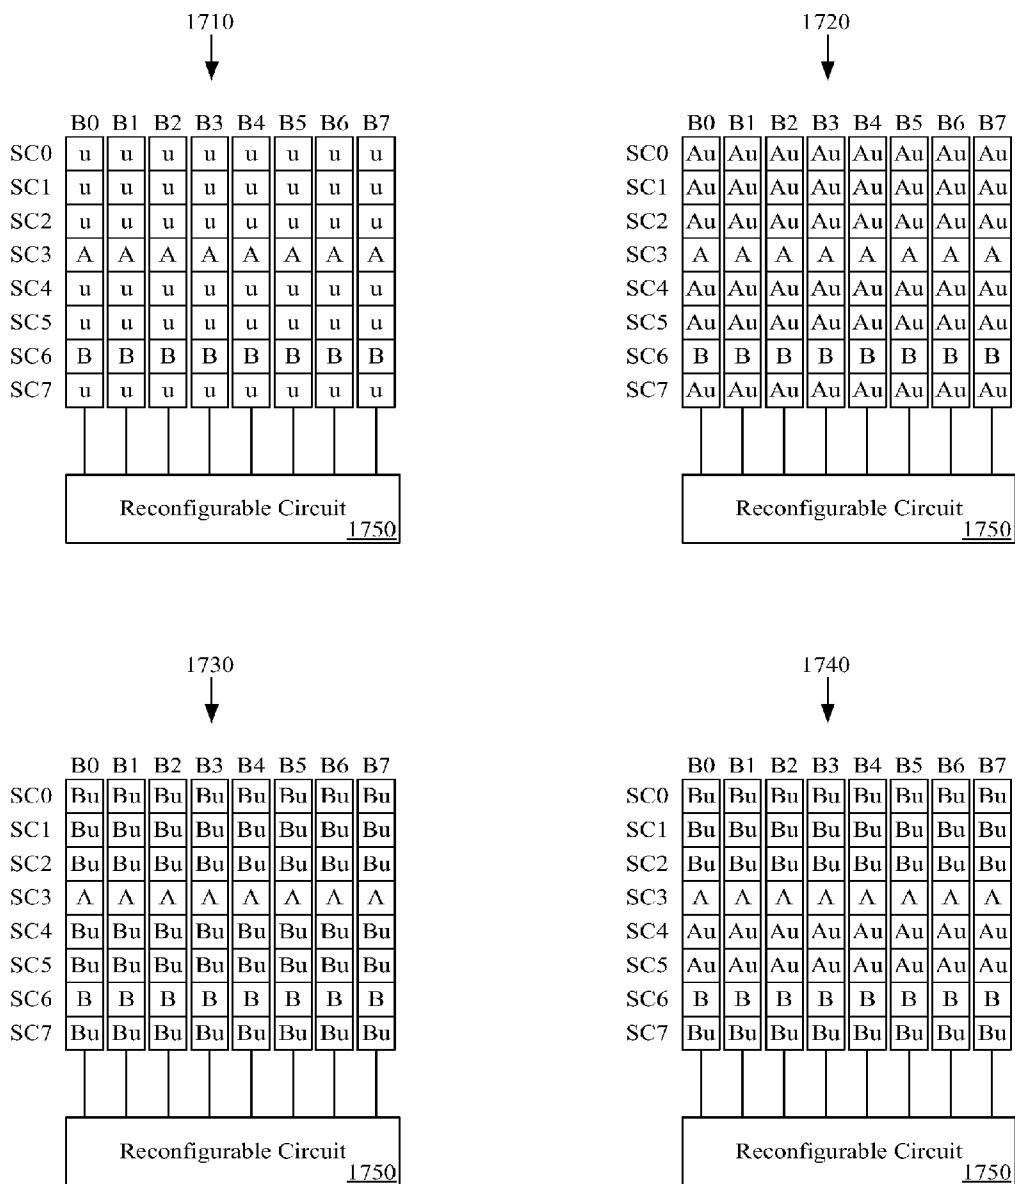 1710
B0 B1 B2 B3 B4 B5 B6 B7
SC0 u u u u u u u u
SC1 u u u u u u u u
SC2 u u u u u u u u
SC3 A A A A A A A A
SC4 u u u u u u u u
SC5 u u u u u u u u
SC6 B B B B B B B B
SC7 u u u u u u u u
Reconfigurable Circuit
1750
1720
B0 B1 B2 B3 B4 B5 B6 B7
SC0 Au Au Au Au Au Au Au Au
SC1 Au Au Au Au Au Au Au Au
SC2 Au Au Au Au Au Au Au Au
SC3 A A A A A A A A
SC4 Au Au Au Au Au Au Au Au
SC5 Au Au Au Au Au Au Au Au
SC6 B B B B B B B B
SC7 Au Au Au Au Au Au Au Au
Reconfigurable Circuit
1750
1730
B0 B1 B2 B3 B4 B5 B6 B7
SC0 Bu Bu Bu Bu Bu Bu Bu Bu
SC1 Bu Bu Bu Bu Bu Bu Bu Bu
SC2 Bu Bu Bu Bu Bu Bu Bu Bu
SC3 A A A A A A A A
SC4 Bu Bu Bu Bu Bu Bu Bu Bu
SC5 Bu Bu Bu Bu Bu Bu Bu Bu
SC6 B B B B B B B B
SC7 Bu Bu Bu Bu Bu Bu Bu Bu
Reconfigurable Circuit
1750
1740
B0 B1 B2 B3 B4 B5 B6 B7
SC0 Bu Bu Bu Bu Bu Bu Bu Bu
SC1 Bu Bu Bu Bu Bu Bu Bu Bu
SC2 Bu Bu Bu Bu Bu Bu Bu Bu
SC3 A A A A A A A A
SC4 Au Au Au Au Au Au Au Au
SC5 Au Au Au Au Au Au Au Au
SC6 B B B B B B B B
SC7 Bu Bu Bu Bu Bu Bu Bu Bu
Reconfigurable Circuit
1750